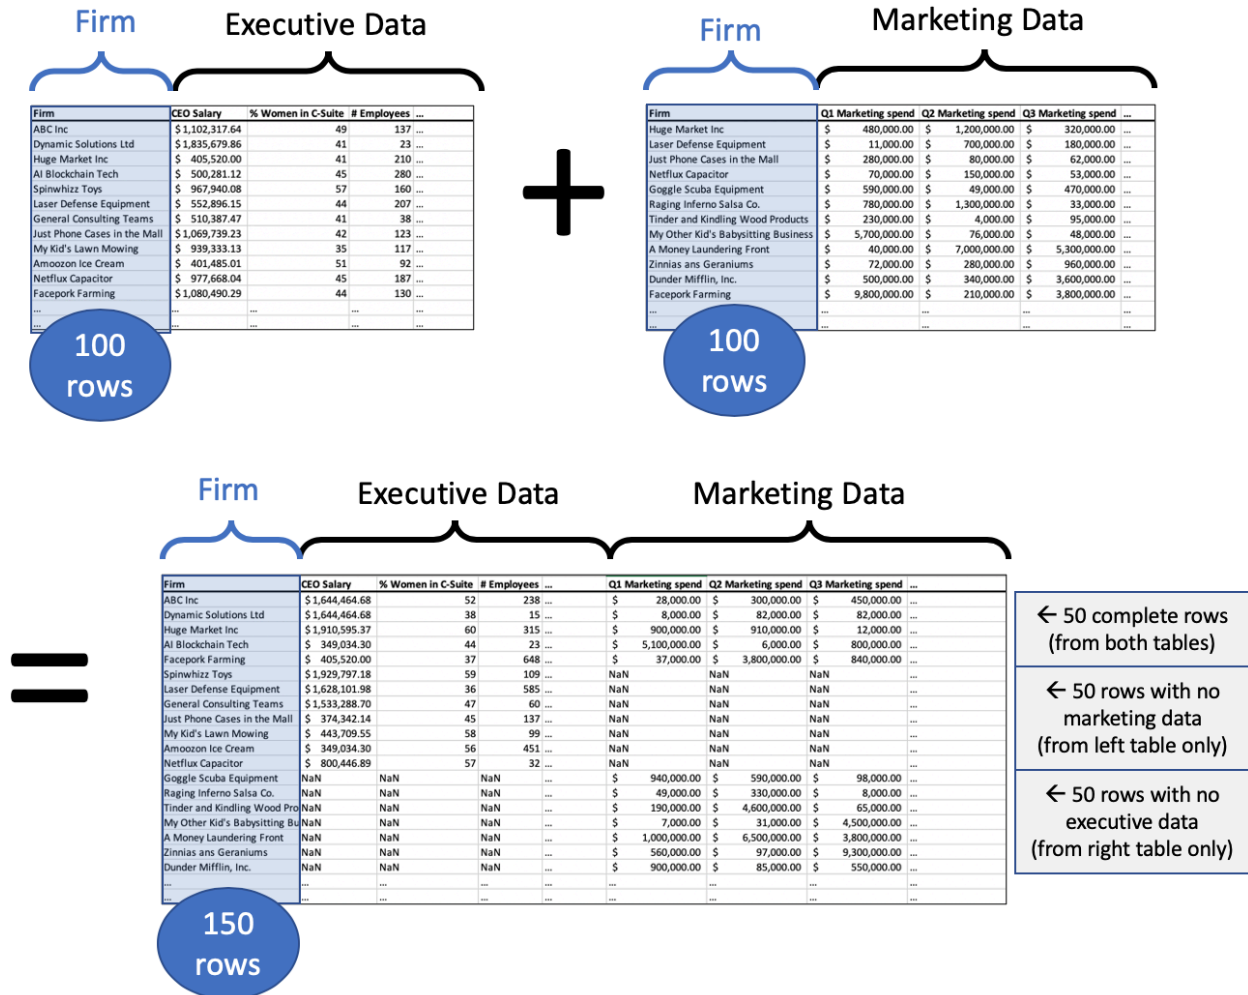 Firm Executive Data
Firm Marketing Data
Firm CEO Salary % Women in C-Suite # Employees ...
ABC Inc $ 1,102,317.64 49 137 ...
Dynamic Solutions Ltd $ 1,835,679.86 41 23 ...
Huge Market Inc $ 405,520.00 41 210 ...
AI Blockchain Tech $ 500,281.12 45 280 ...
Spinwhizz Toys $ 967,940.08 57 160 ...
Laser Defense Equipment $ 552,896.15 44 207 ...
General Consulting Teams $ 510,387.47 41 38 ...
Just Phone Cases in the Mall $ 1,069,739.23 42 123 ...
My Kid's Lawn Mowing $ 939,333.13 35 117 ...
Amoozon Ice Cream $ 401,485.01 51 92 ...
Netflux Capacitor $ 977,668.04 45 187 ...
Facepork Farming $ 1,080,490.29 44 130 ...
... ... ... ... ...
... ... ... ... ...
100
rows
+
Firm Q1 Marketing spend Q2 Marketing spend Q3 Marketing spend ...
Huge Market Inc $ 480,000.00 $ 1,200,000.00 $ 320,000.00 ...
Laser Defense Equipment $ 11,000.00 $ 700,000.00 $ 180,000.00 ...
Just Phone Cases in the Mall $ 280,000.00 $ 80,000.00 $ 62,000.00 ...
Netflux Capacitor $ 70,000.00 $ 150,000.00 $ 53,000.00 ...
Goggle Scuba Equipment $ 590,000.00 $ 49,000.00 $ 470,000.00 ...
Raging Inferno Salsa Co. $ 780,000.00 $ 1,300,000.00 $ 33,000.00 ...
Tinder and Kindling Wood Products $ 230,000.00 $ 4,000.00 $ 95,000.00 ...
My Other Kid's Babysitting Business $ 5,700,000.00 $ 76,000.00 $ 48,000.00 ...
A Money Laundering Front $ 40,000.00 $ 7,000,000.00 $ 5,300,000.00 ...
Zinnias ans Geraniums $ 72,000.00 $ 280,000.00 $ 960,000.00 ...
Dunder Mifflin, Inc. $ 500,000.00 $ 340,000.00 $ 3,600,000.00 ...
Facepork Farming $ 9,800,000.00 $ 210,000.00 $ 3,800,000.00 ...
... ... ... ... ...
... ... ... ... ...
100
rows
=
Firm Executive Data Marketing Data
Firm CEO Salary % Women in C-Suite # Employees ... Q1 Marketing spend Q2 Marketing spend Q3 Marketing spend ...
ABC Inc $ 1,644,464.68 52 238 ... $ 28,000.00 $ 300,000.00 $ 450,000.00 ...
Dynamic Solutions Ltd $ 1,644,464.68 38 15 ... $ 8,000.00 $ 82,000.00 $ 82,000.00 ...
Huge Market Inc $ 1,910,595.37 60 315 ... $ 900,000.00 $ 910,000.00 $ 12,000.00 ...
AI Blockchain Tech $ 349,034.30 44 23 ... $ 5,100,000.00 $ 6,000.00 $ 800,000.00 ...
Facepork Farming $ 405,520.00 37 648 ... $ 37,000.00 $ 3,800,000.00 $ 840,000.00 ...
Spinwhizz Toys $ 1,929,797.18 59 109 ... NaN NaN NaN ...
Laser Defense Equipment $ 1,628,101.98 36 585 ... NaN NaN NaN ...
General Consulting Teams $ 1,533,288.70 47 60 ... NaN NaN NaN ...
Just Phone Cases in the Mall $ 374,342.14 45 137 ... NaN NaN NaN ...
My Kid's Lawn Mowing $ 443,709.55 58 99 ... NaN NaN NaN ...
Amoozon Ice Cream $ 349,034.30 56 451 ... NaN NaN NaN ...
Netflux Capacitor $ 800,446.89 57 32 ... NaN NaN NaN ...
Goggle Scuba Equipment NaN NaN NaN ... $ 940,000.00 $ 590,000.00 $ 98,000.00 ...
Raging Inferno Salsa Co. NaN NaN NaN ... $ 49,000.00 $ 330,000.00 $ 8,000.00 ...
Tinder and Kindling Wood Pro NaN NaN NaN ... $ 190,000.00 $ 4,600,000.00 $ 65,000.00 ...
My Other Kid's Babysitting Bu NaN NaN NaN ... $ 7,000.00 $ 31,000.00 $ 4,500,000.00 ...
A Money Laundering Front NaN NaN NaN ... $ 1,000,000.00 $ 6,500,000.00 $ 3,800,000.00 ...
Zinnias ans Geraniums NaN NaN NaN ... $ 560,000.00 $ 97,000.00 $ 9,300,000.00 ...
Dunder Mifflin, Inc. NaN NaN NaN ... $ 900,000.00 $ 85,000.00 $ 550,000.00 ...
... ... ... ... ... ... ... ... ...
... ... ... ... ... ... ... ... ...
150
rows
← 50 complete rows
(from both tables)
← 50 rows with no
marketing data
(from left table only)
← 50 rows with no
executive data
(from right table only)